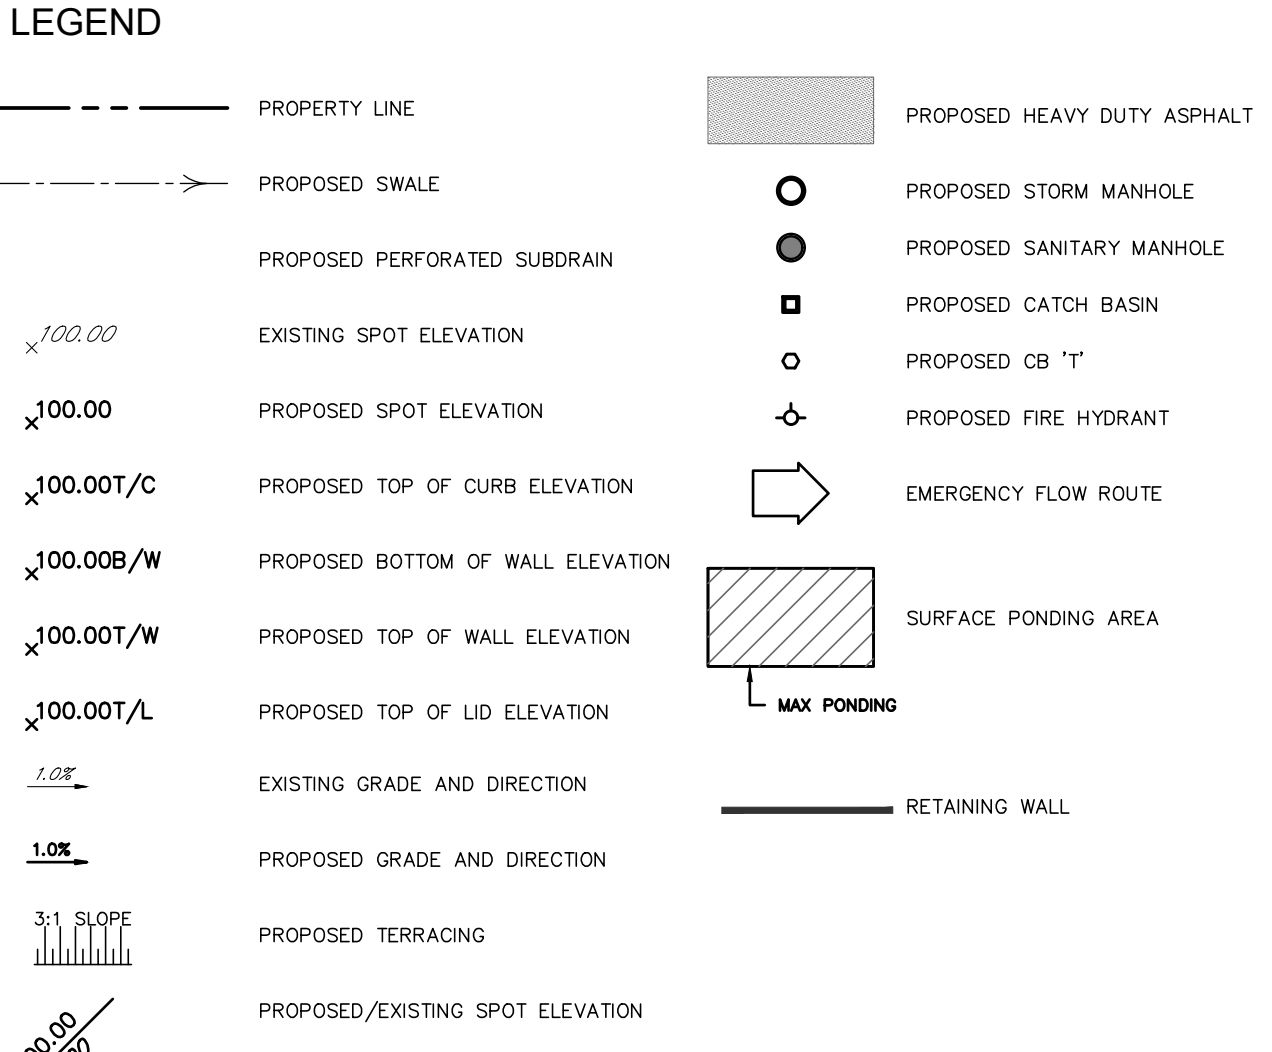 LEGEND
PROPERTY LINE
PROPOSED SWALE
PROPOSED PERFORATED SUBDRAIN
100.00 EXISTING SPOT ELEVATION
100.00 PROPOSED SPOT ELEVATION
100.00T/C PROPOSED TOP OF CURB ELEVATION
100.00B/W PROPOSED BOTTOM OF WALL ELEVATION
100.00T/W PROPOSED TOP OF WALL ELEVATION
100.00T/L PROPOSED TOP OF LID ELEVATION
1.0% EXISTING GRADE AND DIRECTION
1.0% PROPOSED GRADE AND DIRECTION
3:1 SLOPE
PROPOSED TERRACING
PROPOSED/EXISTING SPOT ELEVATION
PROPOSED HEAVY DUTY ASPHALT
PROPOSED STORM MANHOLE
PROPOSED SANITARY MANHOLE
PROPOSED CATCH BASIN
PROPOSED CB 'T'
PROPOSED FIRE HYDRANT
EMERGENCY FLOW ROUTE
SURFACE PONDING AREA
MAX PONDING
RETAINING WALL